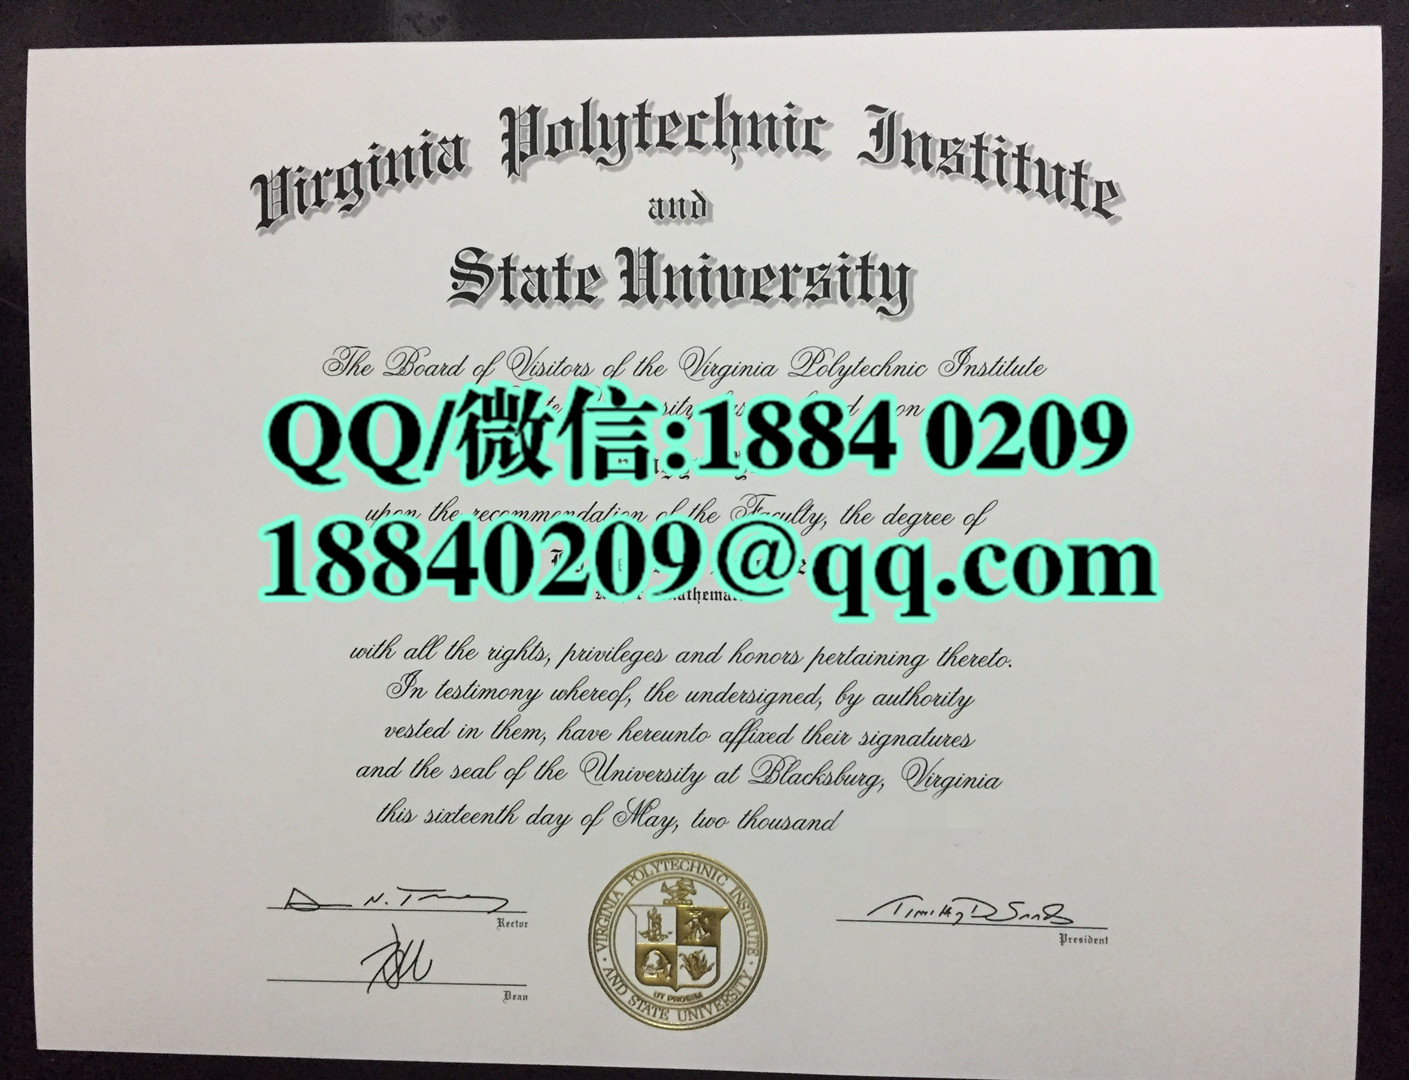 Virginia Polytechnic Institute
and
State University
The Board of Visitors of the Virginia Polytechnic Institute
QQ/微信:1884 0209
upon the recommendation of the Faculty, the degree of
18840209@qq.com
with all the rights, privileges and honors pertaining thereto.
In testimony whereof, the undersigned, by authority
vested in them, have hereunto affixed their signatures
and the seal of the University at Blacksburg, Virginia
this sixteenth day of May, two thousand
Rector
President
Dean
VIRGINIA POLYTECHNIC INSTITUTE
AND STATE UNIVERSITY
UT PROSIM